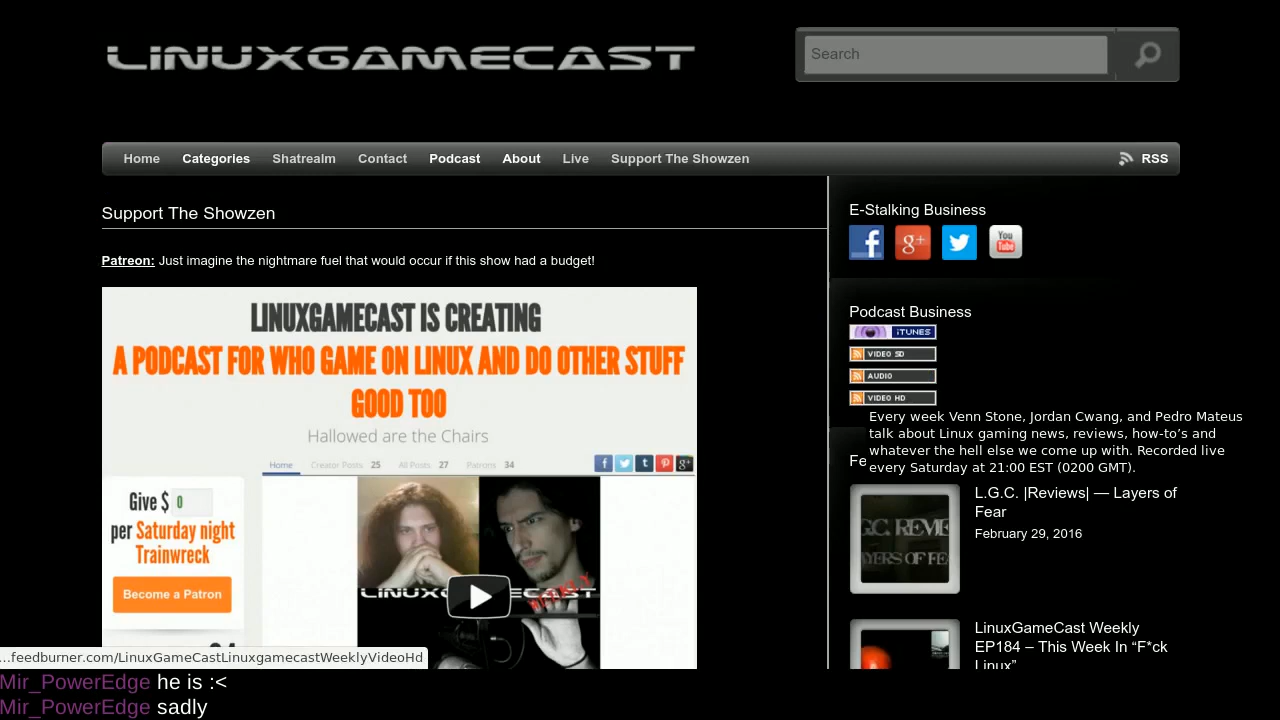 LINUXGAMECAST
Search
Home Categories Shatrealm Contact Podcast About Live Support The Showzen RSS
Support The Showzen
Patreon: Just imagine the nightmare fuel that would occur if this show had a budget!
LINUXGAMECAST IS CREATING
A PODCAST FOR WHO GAME ON LINUX AND DO OTHER STUFF
GOOD TOO
Hallowed are the Chairs
Home Creator Posts 25 All Posts 27 Patrons 34
Give $ 0
per Saturday night
Trainwreck
Become a Patron
LINUXGAMECAST
WEEKLY
E-Stalking Business
You
Tube
Podcast Business
iTUNES
VIDEO SD
AUDIO
VIDEO HD
Every week Venn Stone, Jordan Cwang, and Pedro Mateus
talk about Linux gaming news, reviews, how-to’s and
whatever the hell else we come up with. Recorded live
every Saturday at 21:00 EST (0200 GMT).
Fe
L.G.C. |Reviews| — Layers of
Fear
February 29, 2016
LinuxGameCast Weekly
EP184 – This Week In “F*ck
Linux”
...feedburner.com/LinuxGameCastLinuxgamecastWeeklyVideoHd
Mir_PowerEdge he is :<
Mir_PowerEdge sadly